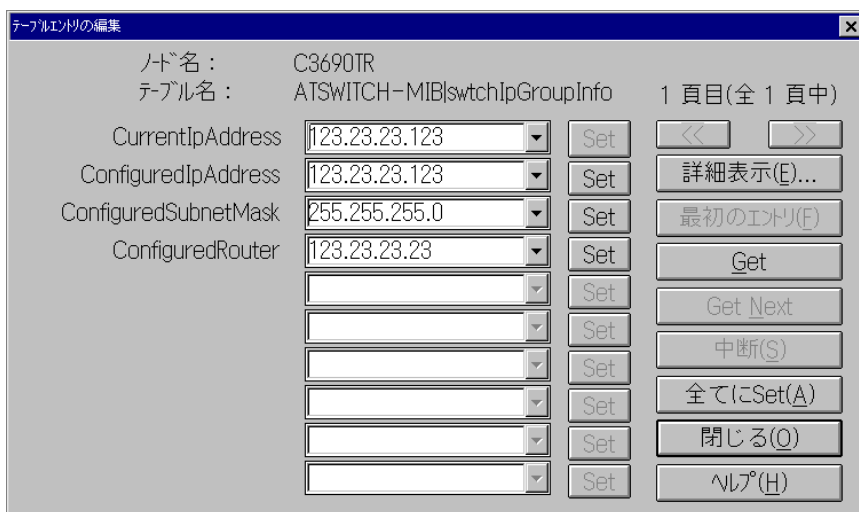 テーブルエントリの編集
ノード名： C3690TR
テーブル名： ATSWITCH-MIB|swtchIpGroupInfo
1 頁目(全 1 頁中)
CurrentIpAddress 123.23.23.123 Set << >>
ConfiguredIpAddress 123.23.23.123 Set 詳細表示(E)...
ConfiguredSubnetMask 255.255.255.0 Set 最初のエントリ(F)
ConfiguredRouter 123.23.23.23 Set Get
Set Get Next
Set 中断(S)
Set 全てにSet(A)
Set 閉じる(O)
Set ヘルプ(H)
Set